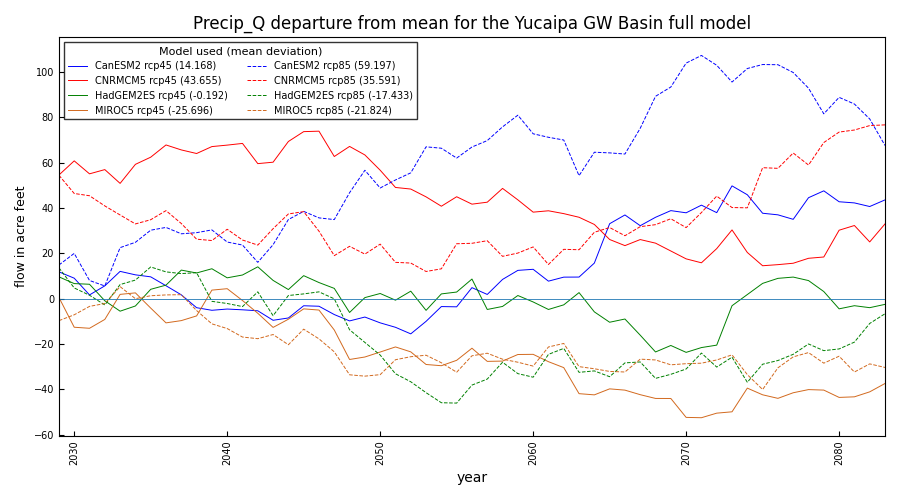 Precip_Q departure from mean for the Yucaipa GW Basin full model
Model used (mean deviation)
CanESM2 rcp45 (14.168) CanESM2 rcp85 (59.197)
CNRMCM5 rcp45 (43.655) CNRMCM5 rcp85 (35.591)
HadGEM2ES rcp45 (-0.192) HadGEM2ES rcp85 (-17.433)
MIROC5 rcp45 (-25.696) MIROC5 rcp85 (-21.824)
flow in acre feet
100
80
60
40
20
0
−20
−40
−60
2030 2040 2050 2060 2070 2080
year